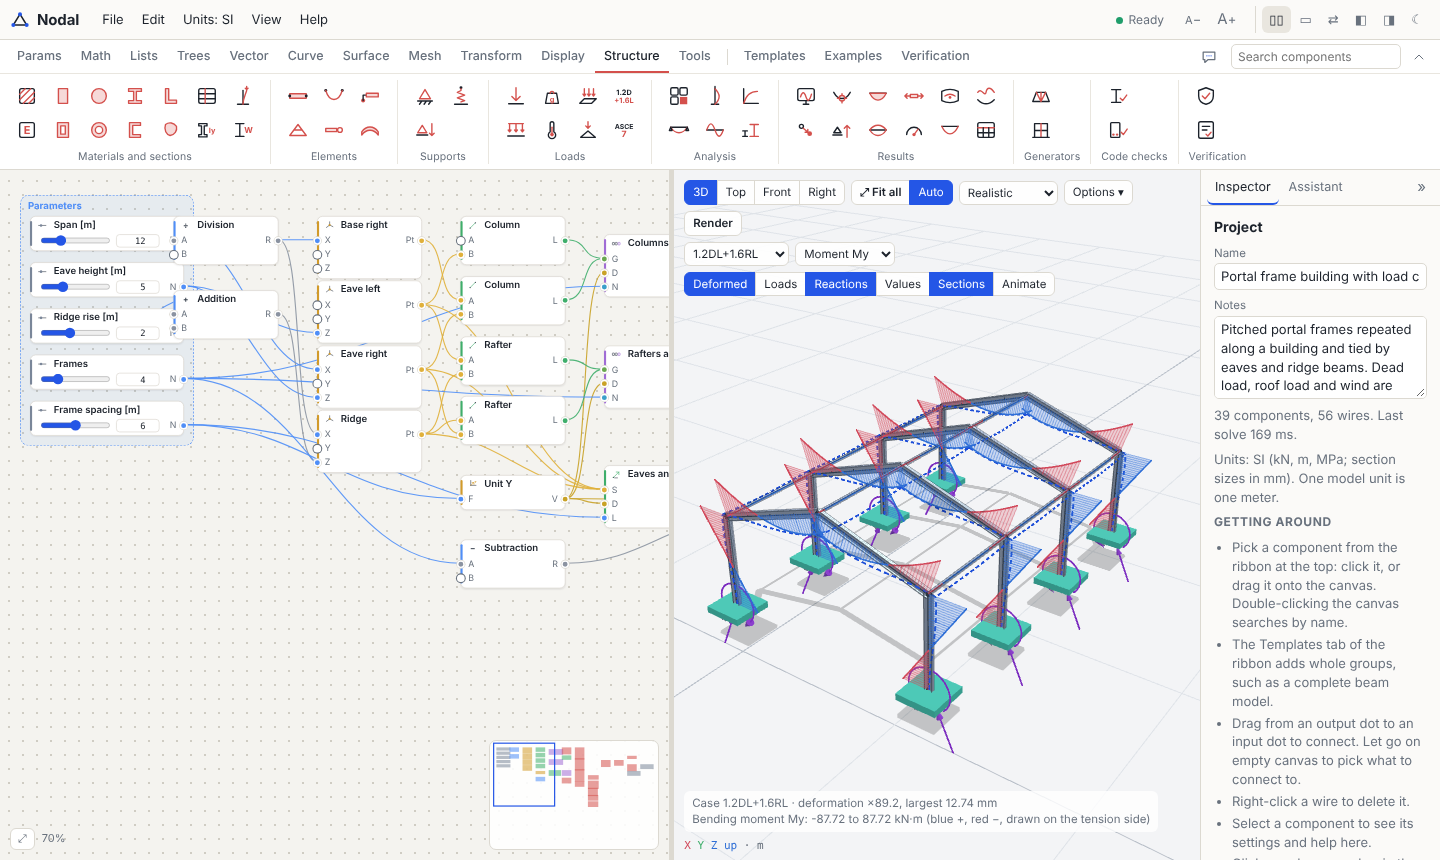 Nodal File Edit Units: SI View Help
Ready A− A+
Params Math Lists Trees Vector Curve Surface Mesh Transform Display Structure Tools Templates Examples Verification
Search components
1.2D
+1.6L
ASCE
7
Materials and sections Elements Supports Loads Analysis Results Generators Code checks Verification
Parameters
Span [m]
12
Eave height [m]
5 N
Ridge rise [m]
2
Frames
4 N
Frame spacing [m]
6 N
Division
A R
B
Addition
A R
B
Base right
X Pt
Y
Z
Eave left
X Pt
Y
Z
Eave right
X Pt
Y
Z
Ridge
X Pt
Y
Z
Column
A L
B
Column
A L
B
Rafter
A L
B
Rafter
A L
B
Unit Y
F V
Subtraction
A R
B
Columns
G
D
N
Rafters a
G
D
N
Eaves an
S
D
L
70%
3D Top Front Right Fit all Auto Realistic Options ▾
Render
1.2DL+1.6RL Moment My
Deformed Loads Reactions Values Sections Animate
Case 1.2DL+1.6RL · deformation ×89.2, largest 12.74 mm
Bending moment My: -87.72 to 87.72 kN·m (blue +, red −, drawn on the tension side)
X Y Z up · m
Inspector Assistant »
Project
Name
Portal frame building with load c
Notes
Pitched portal frames repeated
along a building and tied by
eaves and ridge beams. Dead
load, roof load and wind are
39 components, 56 wires. Last
solve 169 ms.
Units: SI (kN, m, MPa; section
sizes in mm). One model unit is
one meter.
GETTING AROUND
• Pick a component from the
ribbon at the top: click it, or
drag it onto the canvas.
Double-clicking the canvas
searches by name.
• The Templates tab of the
ribbon adds whole groups,
such as a complete beam
model.
• Drag from an output dot to an
input dot to connect. Let go on
empty canvas to pick what to
connect to.
• Right-click a wire to delete it.
• Select a component to see its
settings and help here.